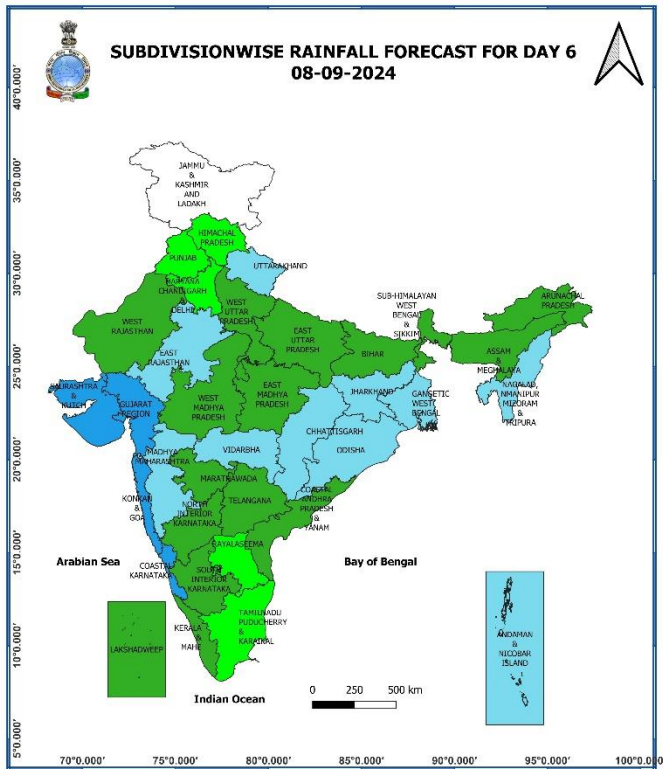 SUBDIVISIONWISE RAINFALL FORECAST FOR DAY 6
08-09-2024
40°0.000'
35°0.000'
30°0.000'
25°0.000'
20°0.000'
15°0.000'
10°0.000'
5°0.000'
JAMMU
&
KASHMIR
AND
LADAKH
HIMACHAL
PRADESH
PUNJAB
UTTARAKHAND
CHANDIGARH
&
DELHI
WEST
UTTAR
PRADESH
WEST
RAJASTHAN
EAST
RAJASTHAN
EAST
UTTAR
PRADESH
BIHAR
SUB-HIMALAYAN
WEST
BENGAL
&
SIKKIM
ARUNACHAL
PRADESH
ASSAM
&
MEGHALAYA
NAGALAD,
NMANIPUR
MIZORAM
&
TRIPURA
SAURASHTRA
&
KUTCH
GUJARAT
REGION
WEST
MADHYA
PRADESH
EAST
MADHYA
PRADESH
JHARKHAND
GANGETIC
WEST
BENGAL
CHHATTISGARH
ODISHA
MADHYA
MAHARASHTRA
VIDARBHA
MARATHAWADA
TELANGANA
KONKAN
&
GOA
NORTH
INTERIOR
KARNATAKA
COASTAL
ANDHRA
PRADESH
&
YANAM
RAYALASEEMA
COASTAL
KARNATAKA
SOUTH
INTERIOR
KARNATAKA
TAMILNADU
PUDUCHERRY
&
KARAIKAL
KERALA
&
MAHE
LAKSHADWEEP
ANDAMAN
&
NICOBAR
ISLAND
Arabian Sea
Bay of Bengal
Indian Ocean
0 250 500 km
70°0.000' 75°0.000' 80°0.000' 85°0.000' 90°0.000' 95°0.000' 100°0.000'